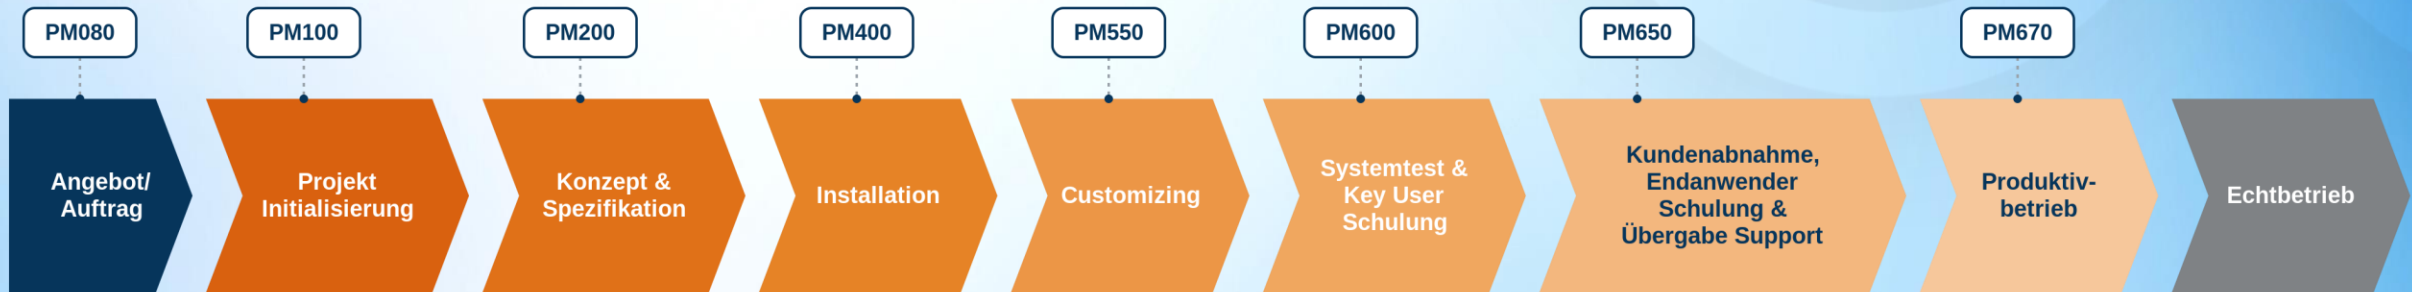 PM080
PM100
PM200
PM400
PM550
PM600
PM650
PM670
Angebot/
Auftrag
Projekt
Initialisierung
Konzept &
Spezifikation
Installation
Customizing
Systemtest &
Key User
Schulung
Kundenabnahme,
Endanwender
Schulung &
Übergabe Support
Produktiv-
betrieb
Echtbetrieb